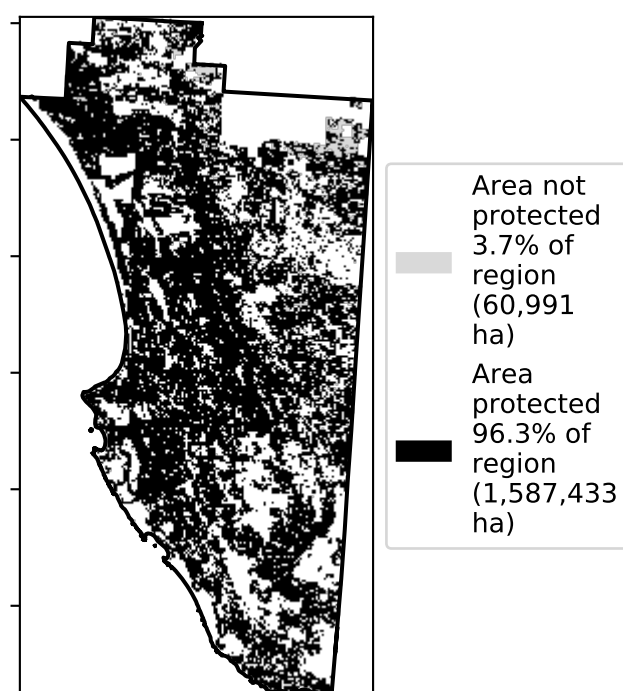 Area not
protected
3.7% of
region
(60,991
ha)
Area
protected
96.3% of
region
(1,587,433
ha)